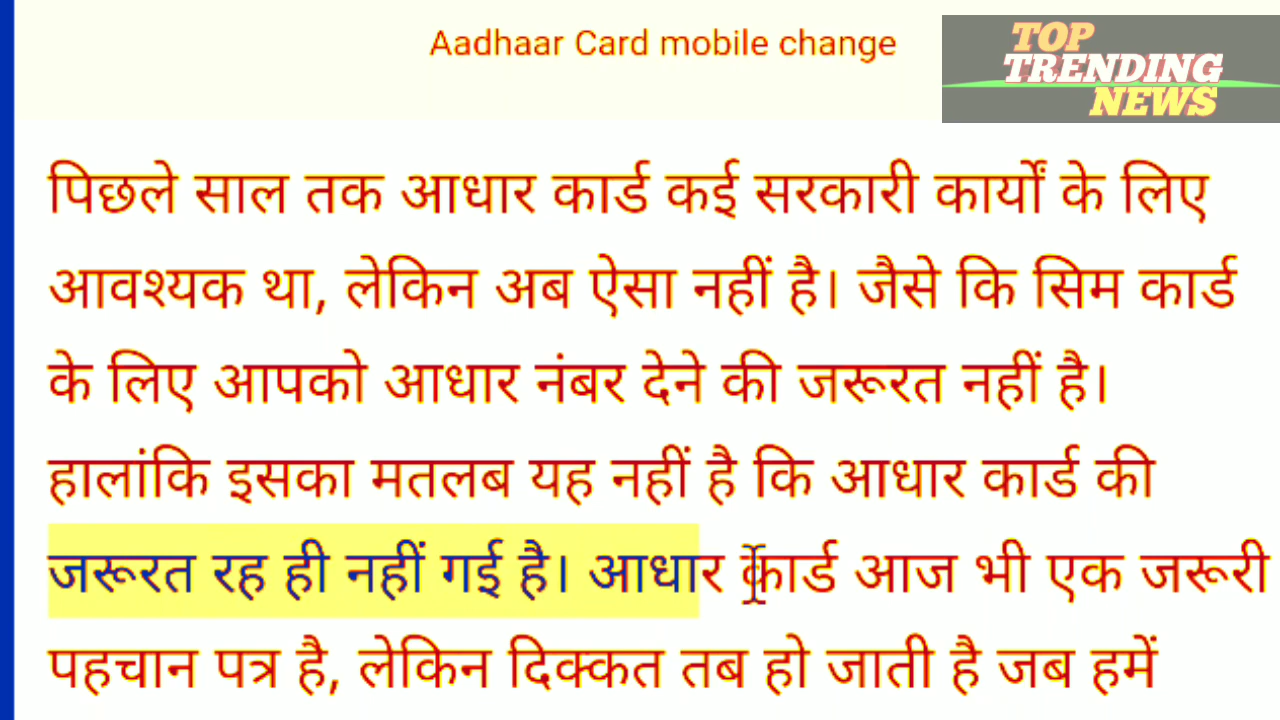 Aadhaar Card mobile change
TOP
TRENDING
NEWS
पिछले साल तक आधार कार्ड कई सरकारी कार्यों के लिए
आवश्यक था, लेकिन अब ऐसा नहीं है। जैसे कि सिम कार्ड
के लिए आपको आधार नंबर देने की जरूरत नहीं है।
हालांकि इसका मतलब यह नहीं है कि आधार कार्ड की
जरूरत रह ही नहीं गई है। आधार कार्ड आज भी एक जरूरी
पहचान पत्र है, लेकिन दिक्कत तब हो जाती है जब हमें